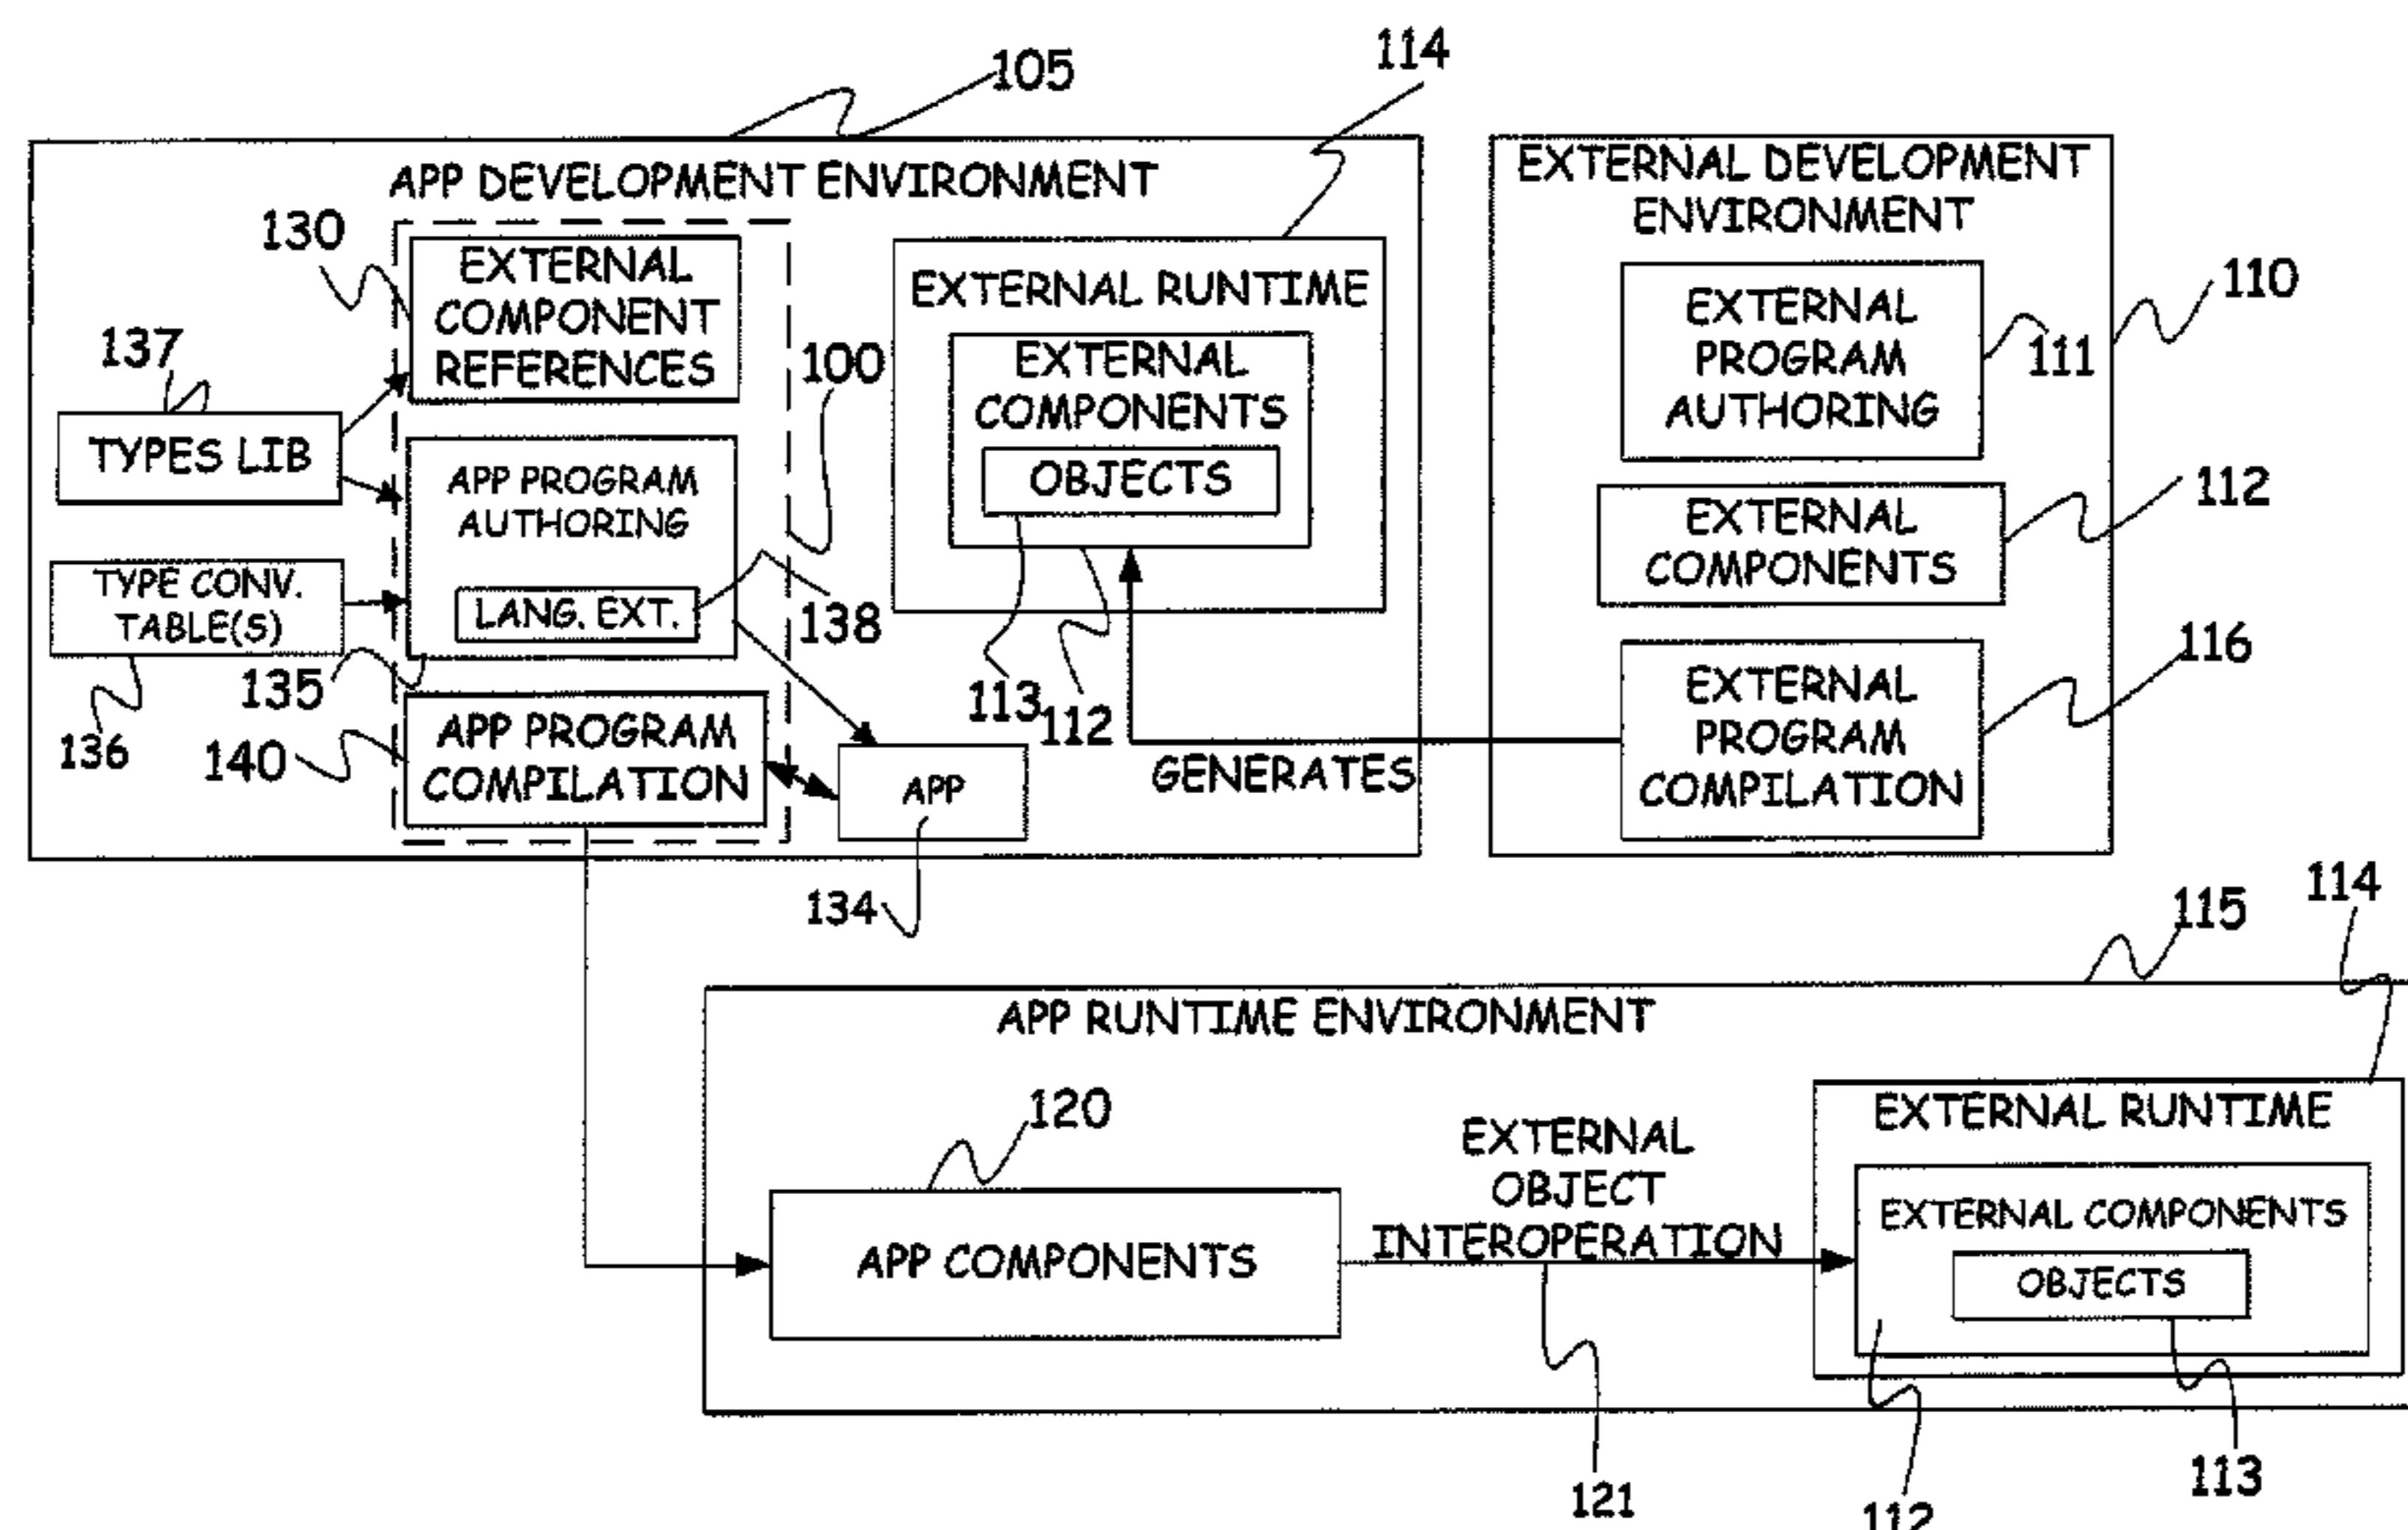 105
114
APP DEVELOPMENT ENVIRONMENT
130
EXTERNAL
COMPONENT
REFERENCES
137
TYPES LIB
100
APP PROGRAM
AUTHORING
LANG. EXT.
138
TYPE CONV.
TABLE(S)
136
135
APP PROGRAM
COMPILATION
140
APP
134
EXTERNAL RUNTIME
EXTERNAL
COMPONENTS
OBJECTS
113
112
GENERATES
EXTERNAL DEVELOPMENT
ENVIRONMENT
110
EXTERNAL
PROGRAM
AUTHORING
111
EXTERNAL
COMPONENTS
112
EXTERNAL
PROGRAM
COMPILATION
116
115
114
APP RUNTIME ENVIRONMENT
120
APP COMPONENTS
EXTERNAL
OBJECT
INTEROPERATION
121
EXTERNAL RUNTIME
EXTERNAL COMPONENTS
OBJECTS
113
112